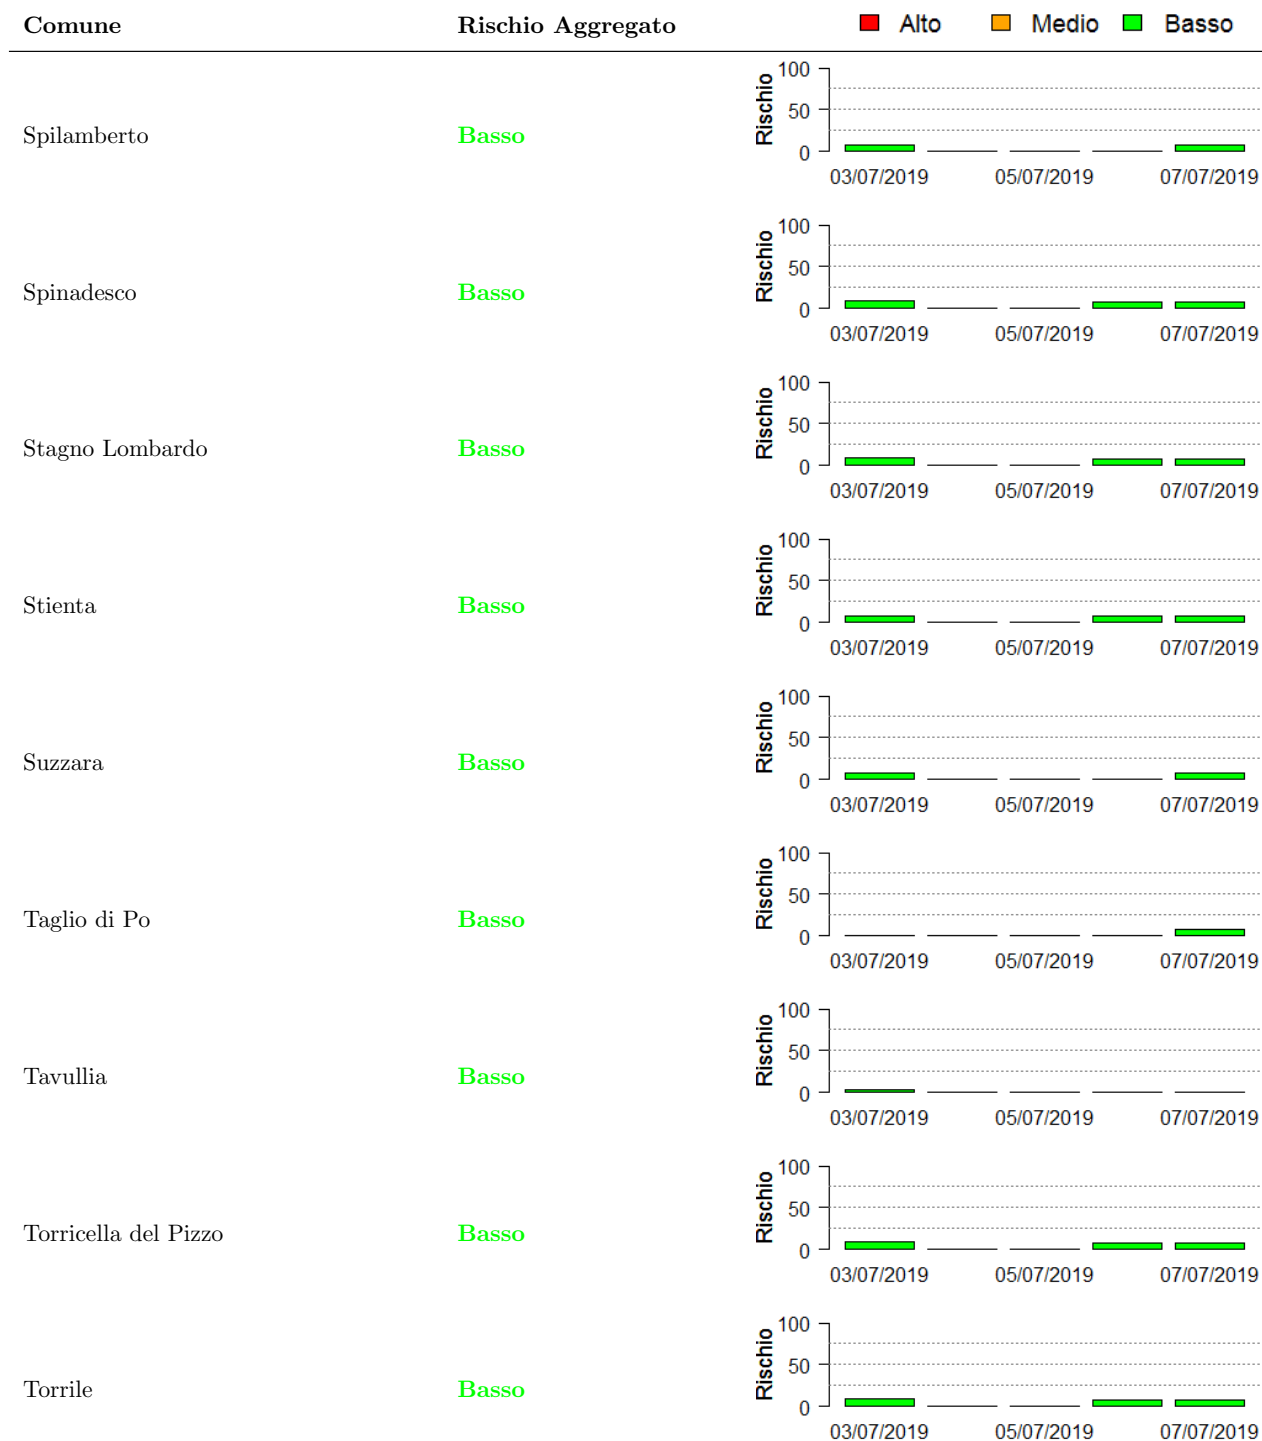 Comune Rischio Aggregato Alto Medio Basso
100
50
0
Rischio
Spilamberto Basso
03/07/2019 05/07/2019 07/07/2019
100
50
0
Rischio
Spinadesco Basso
03/07/2019 05/07/2019 07/07/2019
100
50
0
Rischio
Stagno Lombardo Basso
03/07/2019 05/07/2019 07/07/2019
100
50
0
Rischio
Stienta Basso
03/07/2019 05/07/2019 07/07/2019
100
50
0
Rischio
Suzzara Basso
03/07/2019 05/07/2019 07/07/2019
100
50
0
Rischio
Taglio di Po Basso
03/07/2019 05/07/2019 07/07/2019
100
50
0
Rischio
Tavullia Basso
03/07/2019 05/07/2019 07/07/2019
100
50
0
Rischio
Torricella del Pizzo Basso
03/07/2019 05/07/2019 07/07/2019
100
50
0
Rischio
Torrile Basso
03/07/2019 05/07/2019 07/07/2019